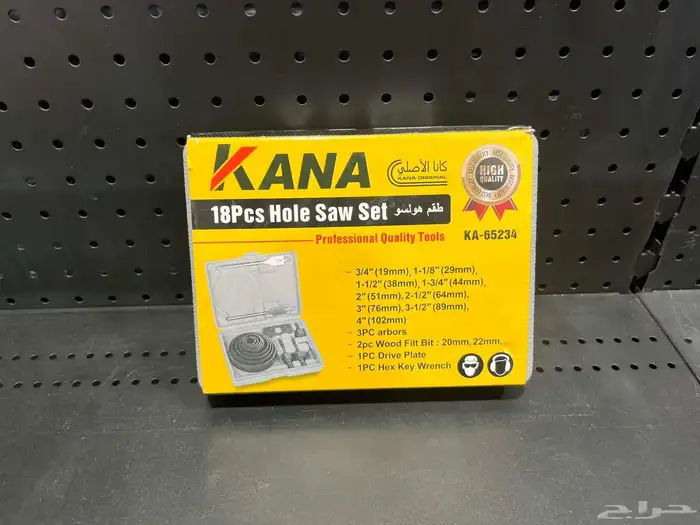 KANA
كانا الأصلي
KANA ORIGINAL
HIGH
QUALITY
18Pcs Hole Saw Set طقم هولسو
Professional Quality Tools
KA-65234
– 3/4"(19mm), 1-1/8"(29mm),
1-1/2"(38mm), 1-3/4"(44mm),
2"(51mm), 2-1/2"(64mm),
3"(76mm), 3-1/2"(89mm),
4"(102mm)
– 3PC arbors
– 2pc Wood Filt Bit : 20mm, 22mm,
– 1PC Drive Plate
– 1PC Hex Key Wrench
حراج